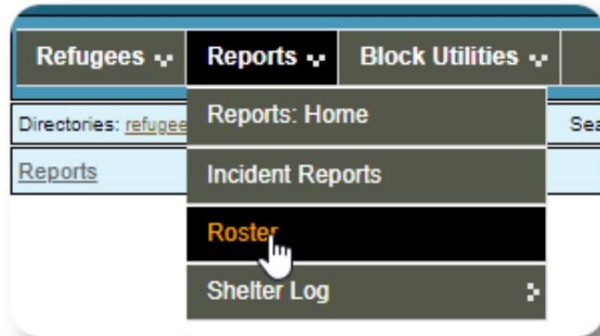 Refugees Reports Block Utilities
Directories: refugee Reports: Home Sea
Reports Incident Reports
Roster
Shelter Log